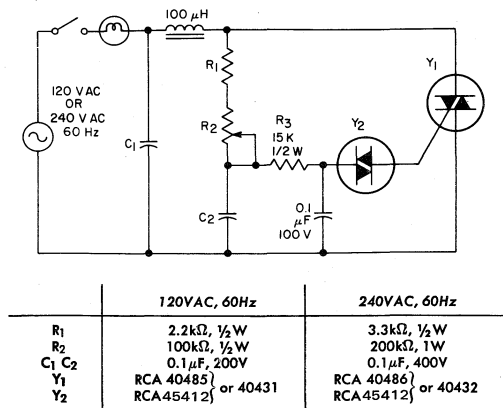 100 μH
120 VAC
OR
240 V AC
60 Hz
C1
R1
R2
R3
15 K
1/2 W
C2
0.1
μF
100 V
Y2
Y1
120VAC, 60Hz 240VAC, 60Hz
R1 2.2kΩ, ½W 3.3kΩ, ½W
R2 100kΩ, ½W 200kΩ, 1W
C1 C2 0.1μF, 200V 0.1μF, 400V
Y1 RCA 40485 } or 40431 RCA 40486 } or 40432
Y2 RCA45412 RCA45412